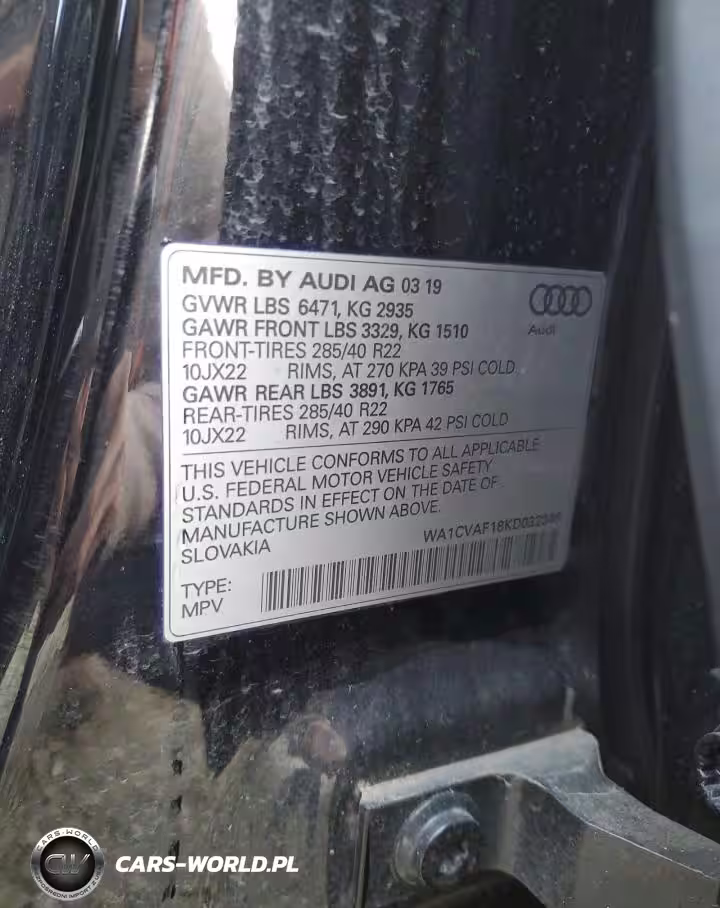 MFD. BY AUDI AG 03 19
GVWR LBS 6471, KG 2935
GAWR FRONT LBS 3329, KG 1510
FRONT-TIRES 285/40 R22
10JX22 RIMS, AT 270 KPA 39 PSI COLD
GAWR REAR LBS 3891, KG 1765
REAR-TIRES 285/40 R22
10JX22 RIMS, AT 290 KPA 42 PSI COLD
Audi
THIS VEHICLE CONFORMS TO ALL APPLICABLE
U.S. FEDERAL MOTOR VEHICLE SAFETY
STANDARDS IN EFFECT ON THE DATE OF
MANUFACTURE SHOWN ABOVE.
SLOVAKIA
TYPE:
MPV
CARS-WORLD
CW
CARS-WORLD.PL